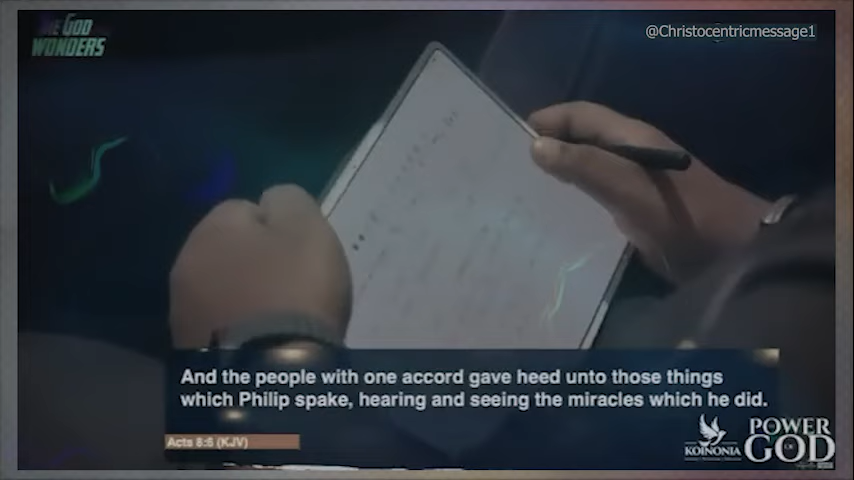 GOD
WONDERS
@Christocentricmessage1
And the people with one accord gave heed unto those things
which Philip spake, hearing and seeing the miracles which he did.
Acts 8:6 (KJV)
KOINONIA
POWER
OF
GOD